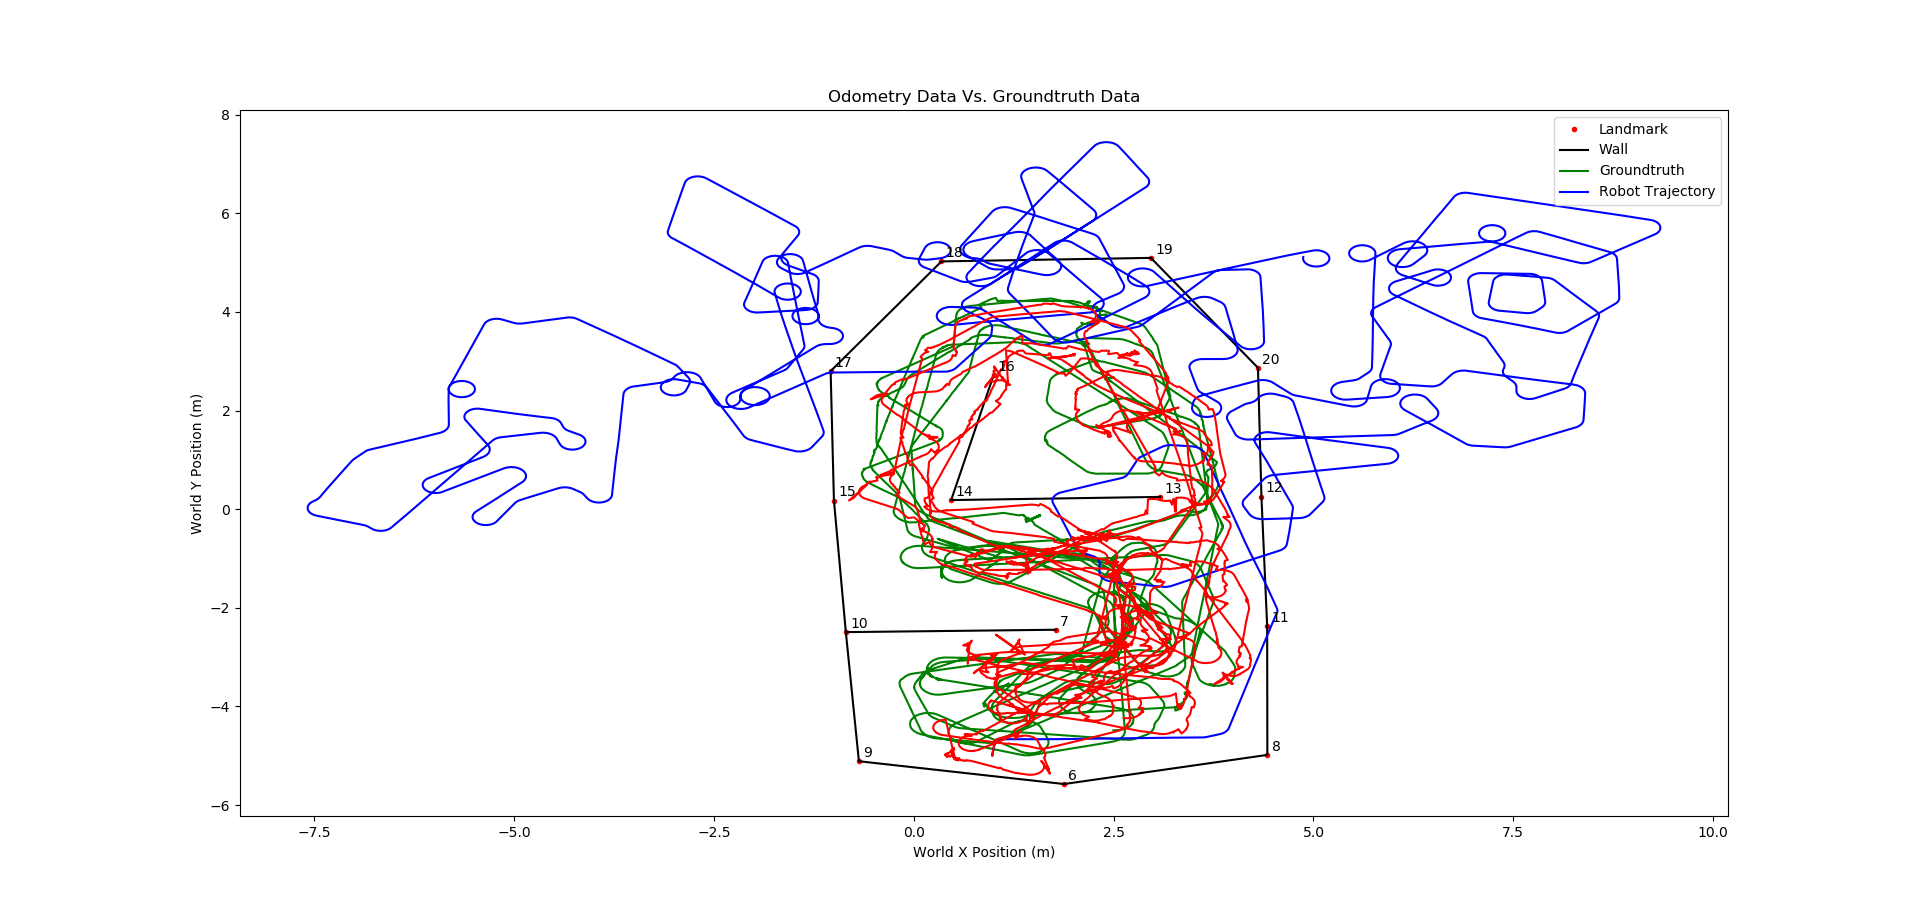 Odometry Data Vs. Groundtruth Data
Landmark
Wall
Groundtruth
Robot Trajectory
8
6
4
2
0
−2
−4
−6
World Y Position (m)
18
19
17
16
20
15
14
13
12
10
7
11
9
6
8
−7.5 −5.0 −2.5 0.0 2.5 5.0 7.5 10.0
World X Position (m)